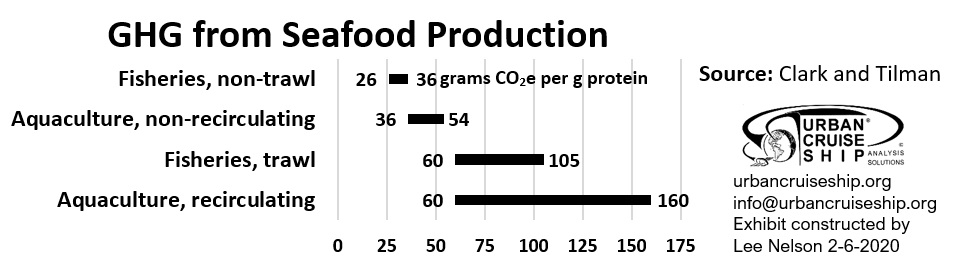 GHG from Seafood Production
Fisheries, non-trawl 26 36 grams CO₂e per g protein
Aquaculture, non-recirculating 36 54
Fisheries, trawl 60 105
Aquaculture, recirculating 60 160
0 25 50 75 100 125 150 175
Source: Clark and Tilman
URBAN®
CRUISE
SHIP
©
ANALYSIS
SOLUTIONS
urbancruiseship.org
info@urbancruiseship.org
Exhibit constructed by
Lee Nelson 2-6-2020